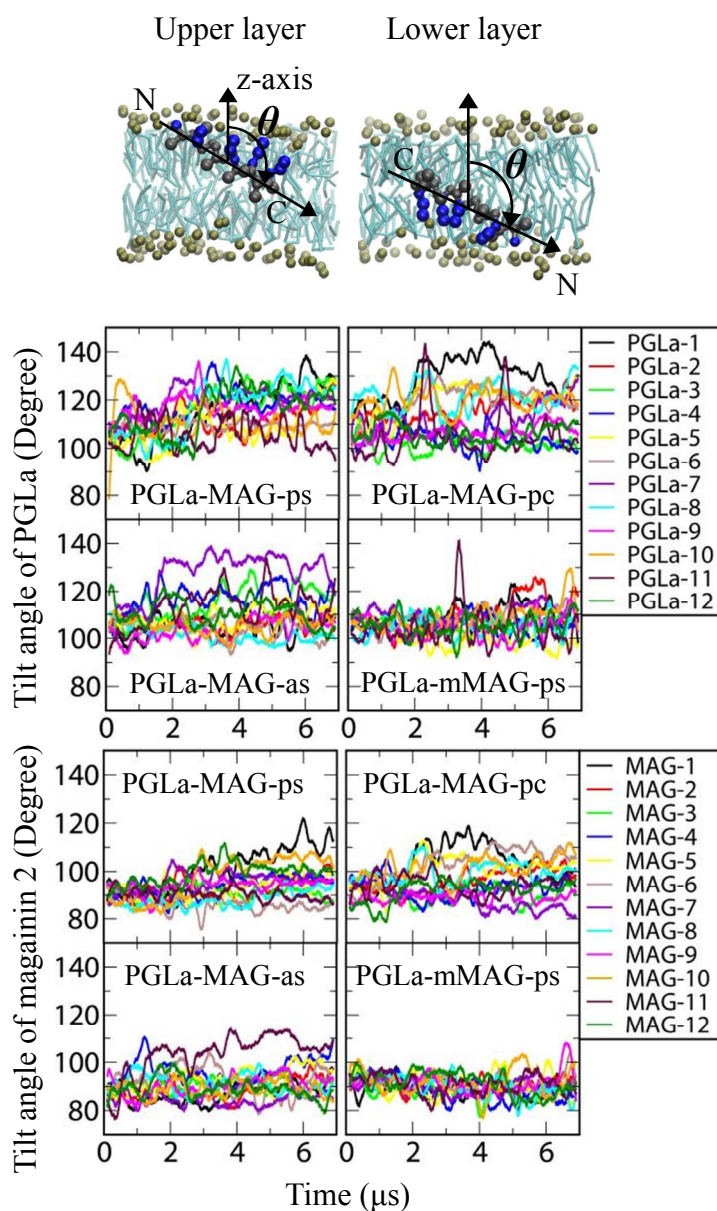 Upper layer
Lower layer
z-axis
N
θ
C
C
θ
N
Tilt angle of PGLa (Degree)
140
120
100
80
PGLa-MAG-ps
PGLa-MAG-pc
140
120
100
80
PGLa-MAG-as
PGLa-mMAG-ps
0 2 4 6
0 2 4 6
PGLa-1
PGLa-2
PGLa-3
PGLa-4
PGLa-5
PGLa-6
PGLa-7
PGLa-8
PGLa-9
PGLa-10
PGLa-11
PGLa-12
Tilt angle of magainin 2 (Degree)
140
120
100
80
PGLa-MAG-ps
PGLa-MAG-pc
140
120
100
80
PGLa-MAG-as
PGLa-mMAG-ps
0 2 4 6
0 2 4 6
MAG-1
MAG-2
MAG-3
MAG-4
MAG-5
MAG-6
MAG-7
MAG-8
MAG-9
MAG-10
MAG-11
MAG-12
Time (μs)